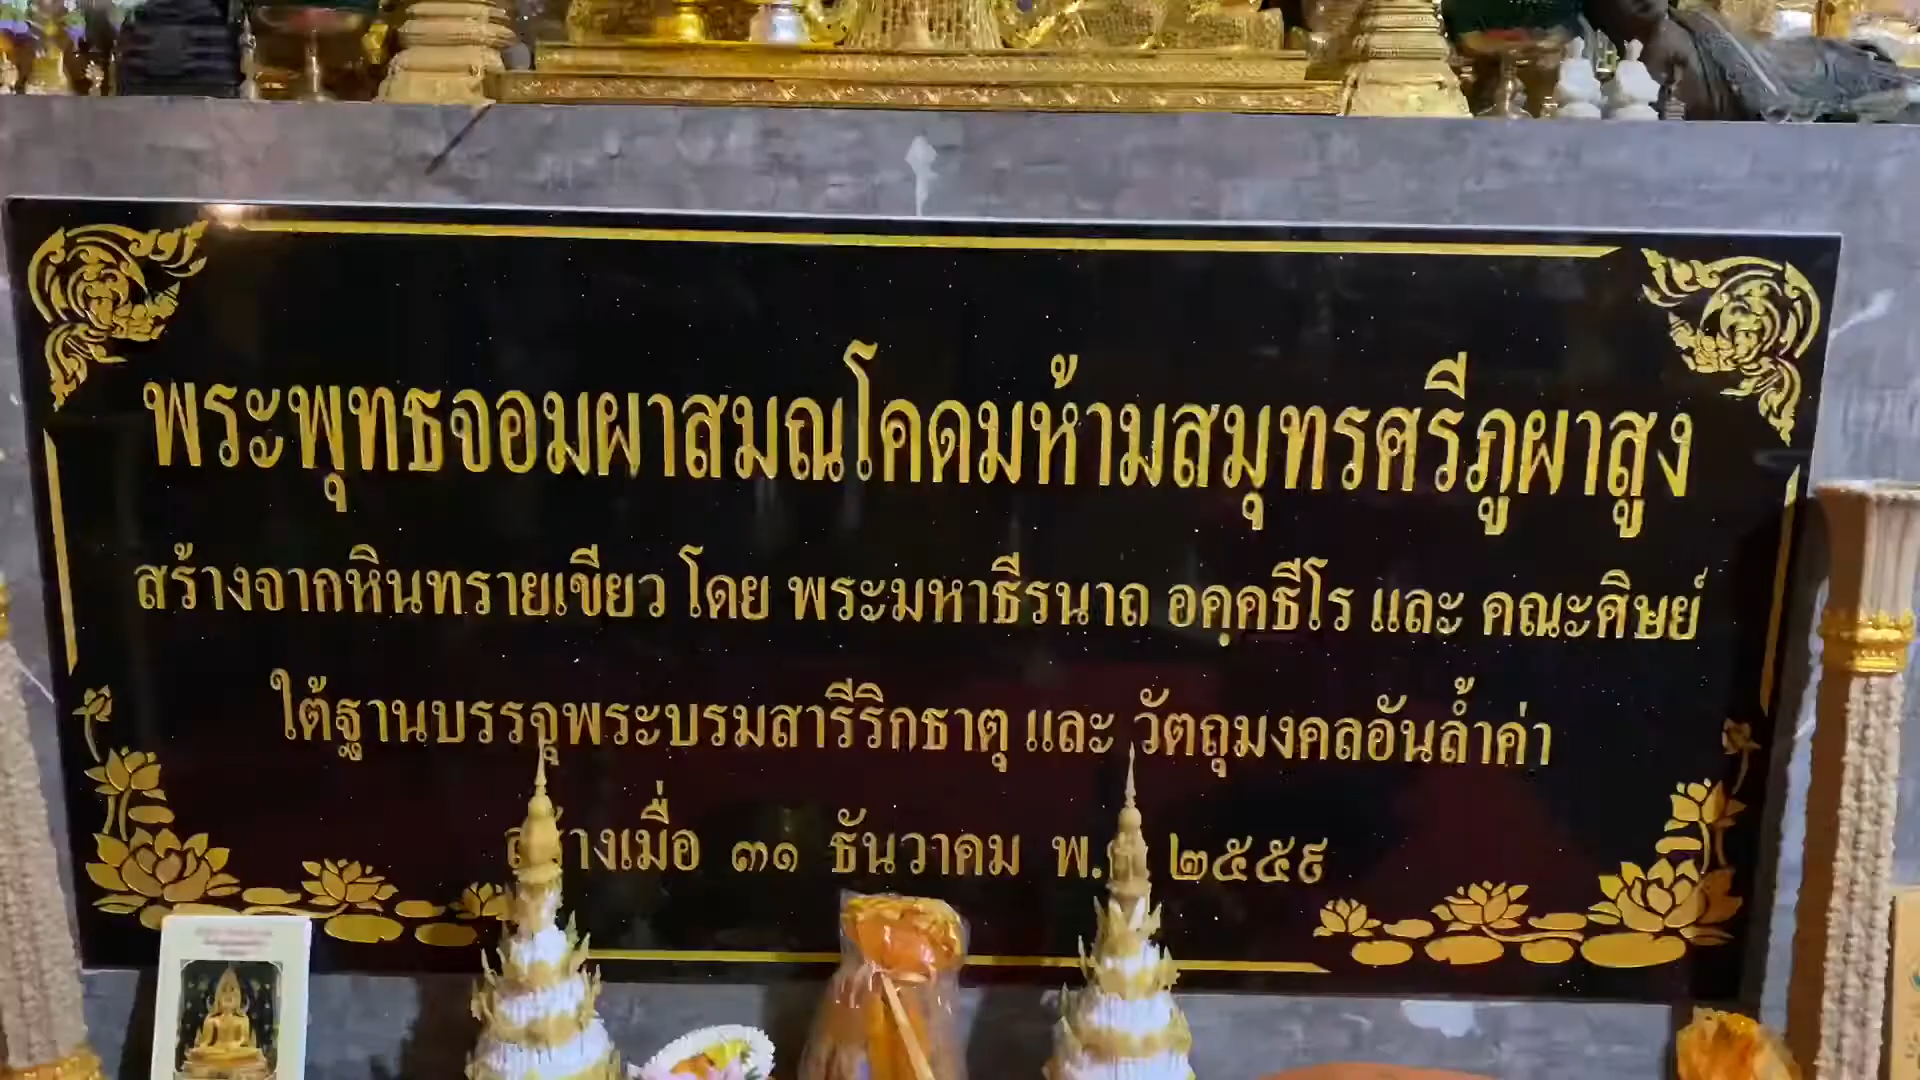 พระพุทธจอมผาสมณโคดมห้ามสมุทรศรีภูผาสูง
สร้างจากหินทรายเขียว โดย พระมหาธีรนาถ อคฺคธีโร และ คณะศิษย์
ใต้ฐานบรรจุพระบรมสารีริกธาตุ และ วัตถุมงคลอันล้ำค่า
สร้างเมื่อ ๓๑ ธันวาคม พ.ศ. ๒๕๕๙